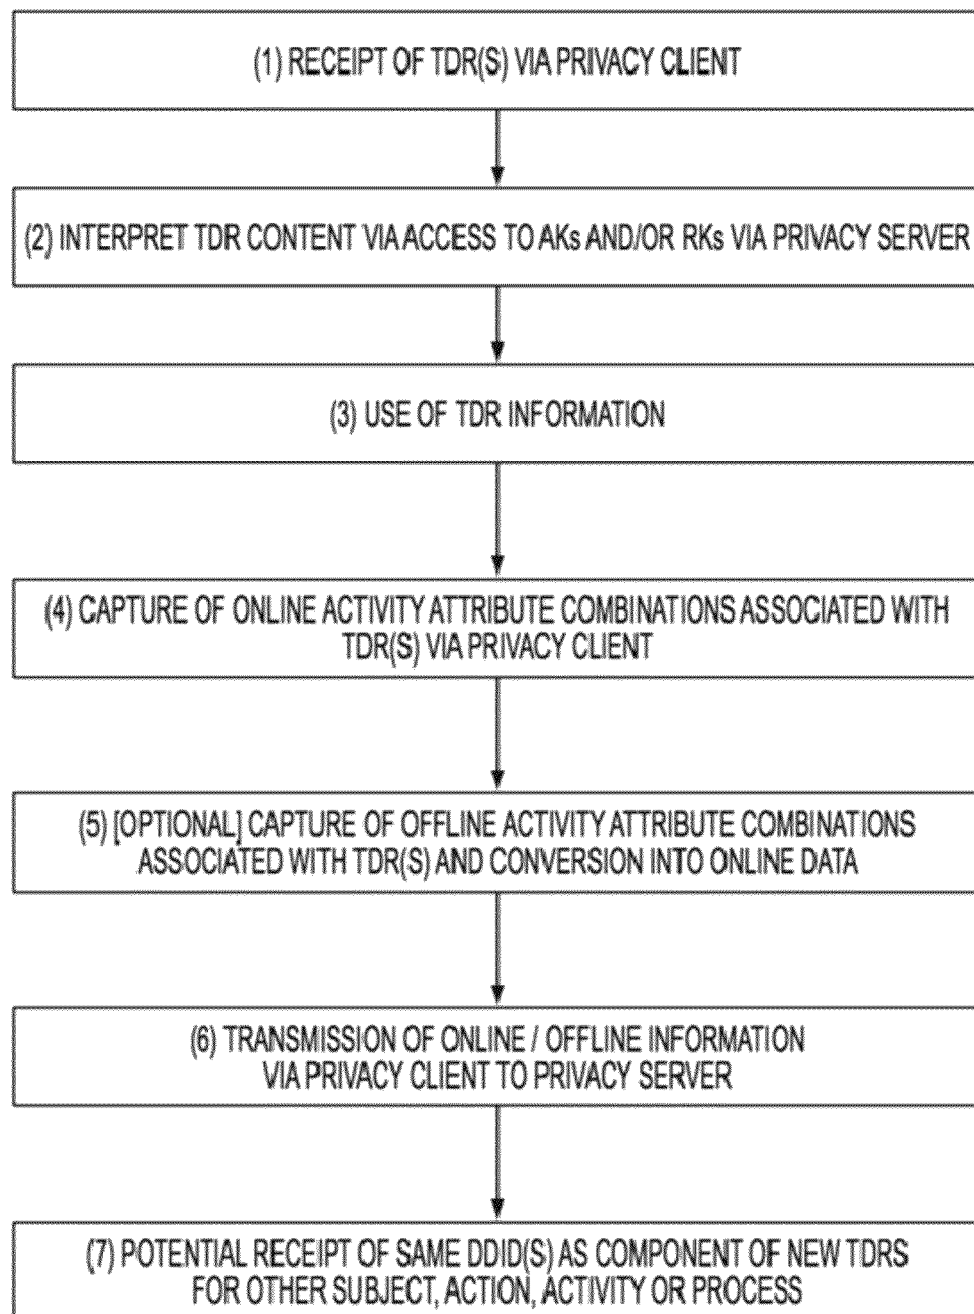 (1) RECEIPT OF TDR(S) VIA PRIVACY CLIENT
(2) INTERPRET TDR CONTENT VIA ACCESS TO AKs AND/OR RKs VIA PRIVACY SERVER
(3) USE OF TDR INFORMATION
(4) CAPTURE OF ONLINE ACTIVITY ATTRIBUTE COMBINATIONS ASSOCIATED WITH
TDR(S) VIA PRIVACY CLIENT
(5) [OPTIONAL] CAPTURE OF OFFLINE ACTIVITY ATTRIBUTE COMBINATIONS
ASSOCIATED WITH TDR(S) AND CONVERSION INTO ONLINE DATA
(6) TRANSMISSION OF ONLINE / OFFLINE INFORMATION
VIA PRIVACY CLIENT TO PRIVACY SERVER
(7) POTENTIAL RECEIPT OF SAME DDID(S) AS COMPONENT OF NEW TDRS
FOR OTHER SUBJECT, ACTION, ACTIVITY OR PROCESS